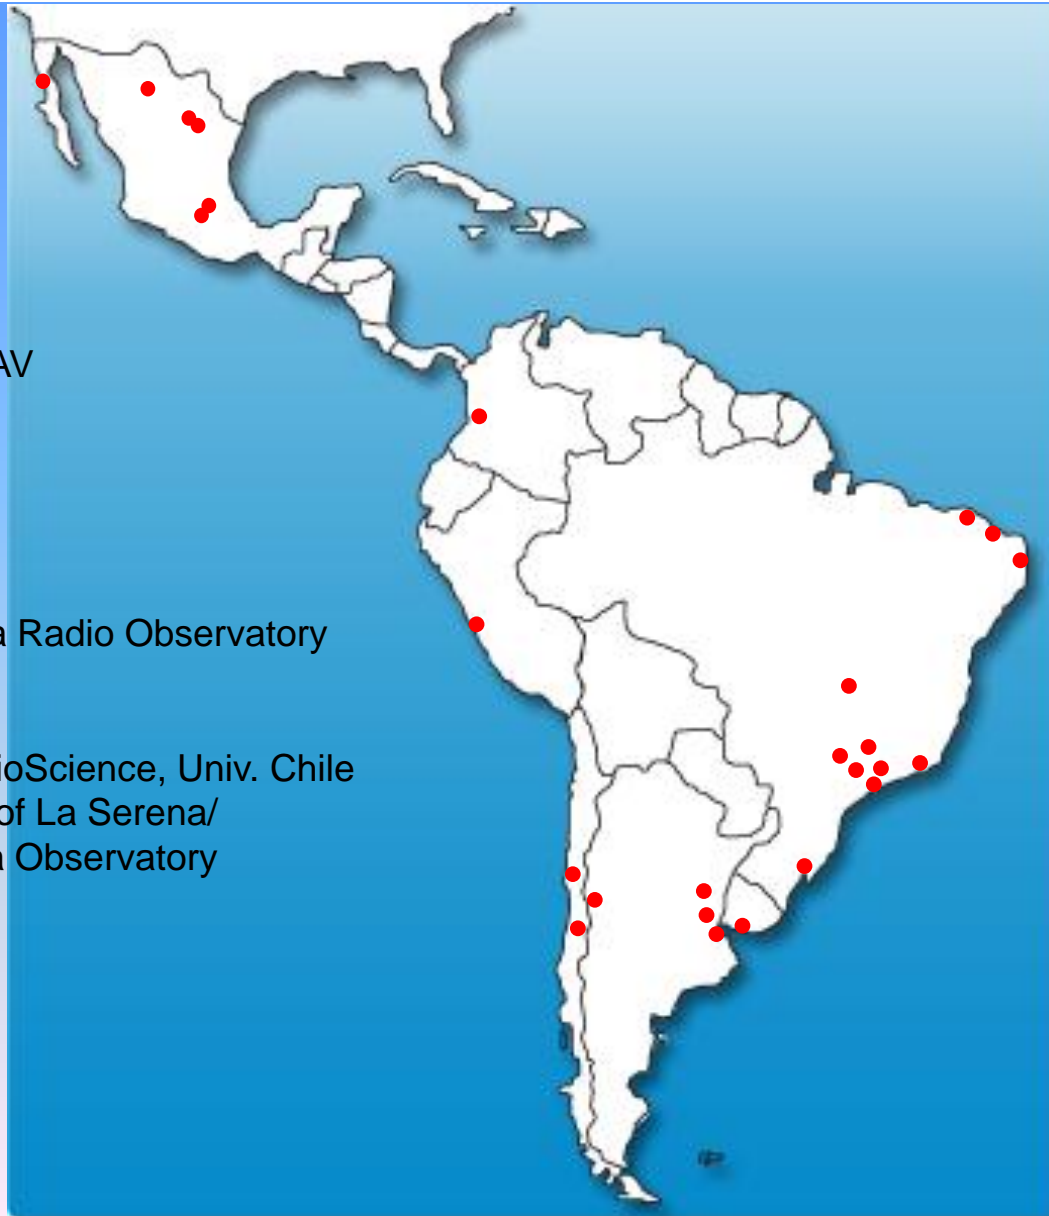 AV
a Radio Observatory
ioScience, Univ. Chile
of La Serena/
a Observatory